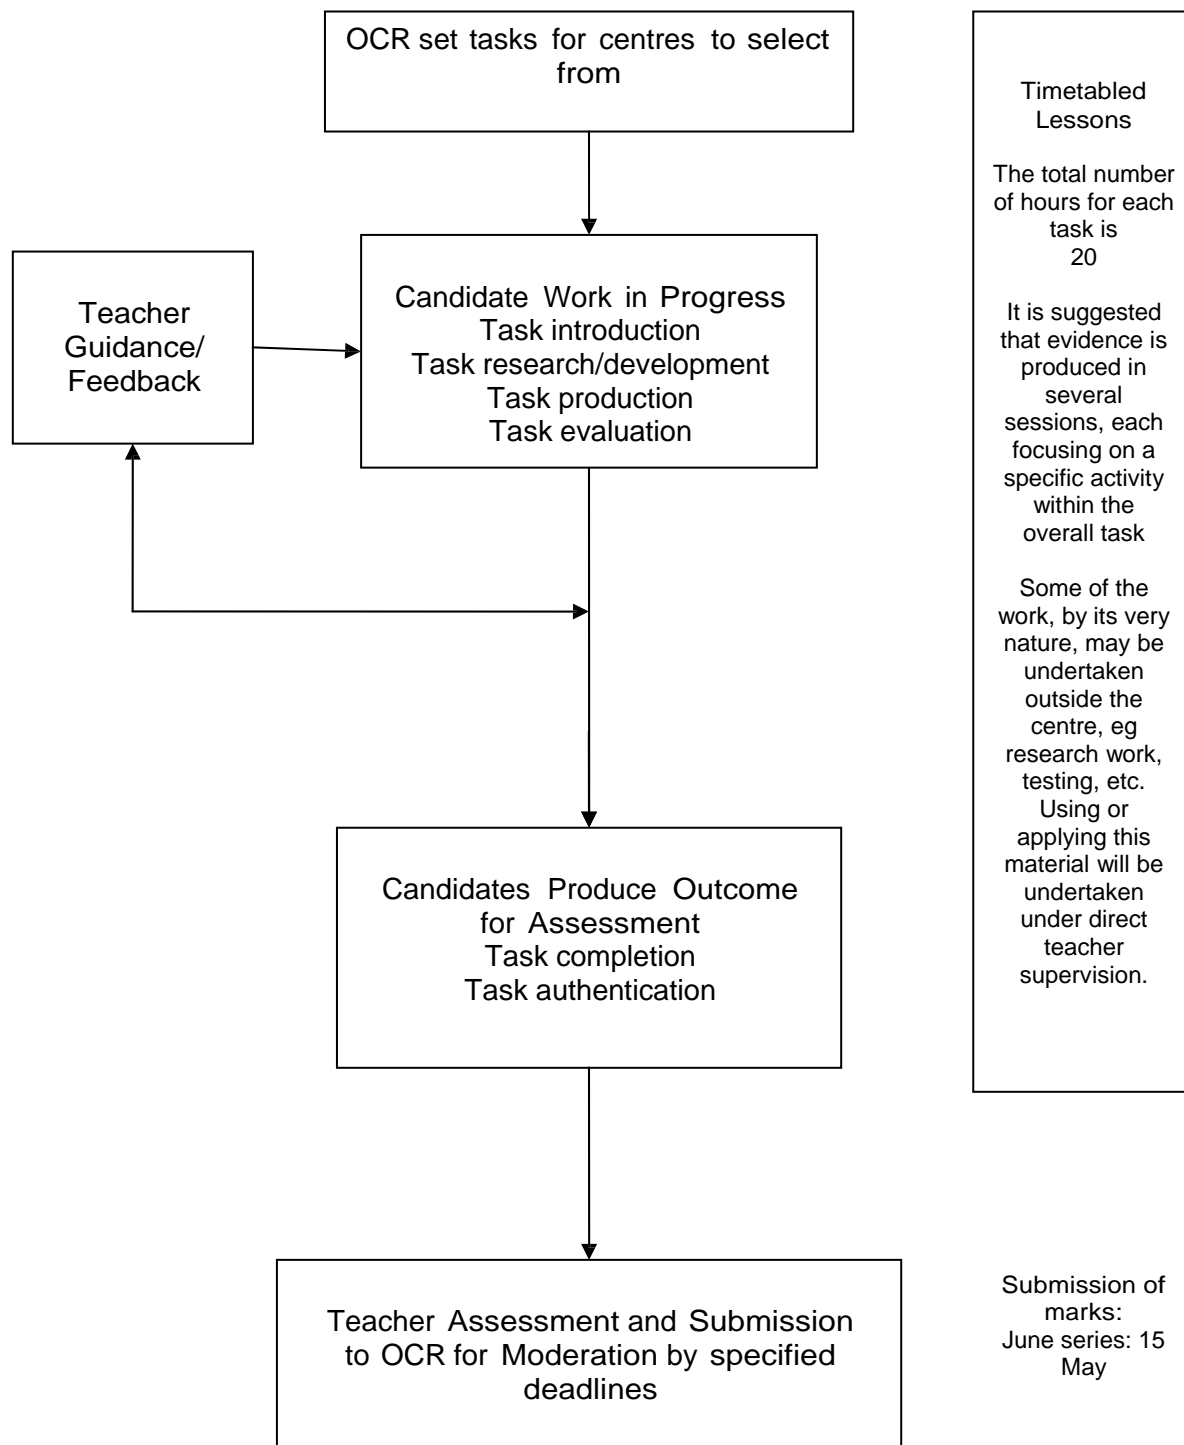 OCR set tasks for centres to select
from
Teacher
Guidance/
Feedback
Candidate Work in Progress
Task introduction
Task research/development
Task production
Task evaluation
Candidates Produce Outcome
for Assessment
Task completion
Task authentication
Teacher Assessment and Submission
to OCR for Moderation by specified
deadlines
Timetabled
Lessons
The total number
of hours for each
task is
20
It is suggested
that evidence is
produced in
several
sessions, each
focusing on a
specific activity
within the
overall task
Some of the
work, by its very
nature, may be
undertaken
outside the
centre, eg
research work,
testing, etc.
Using or
applying this
material will be
undertaken
under direct
teacher
supervision.
Submission of
marks:
June series: 15
May